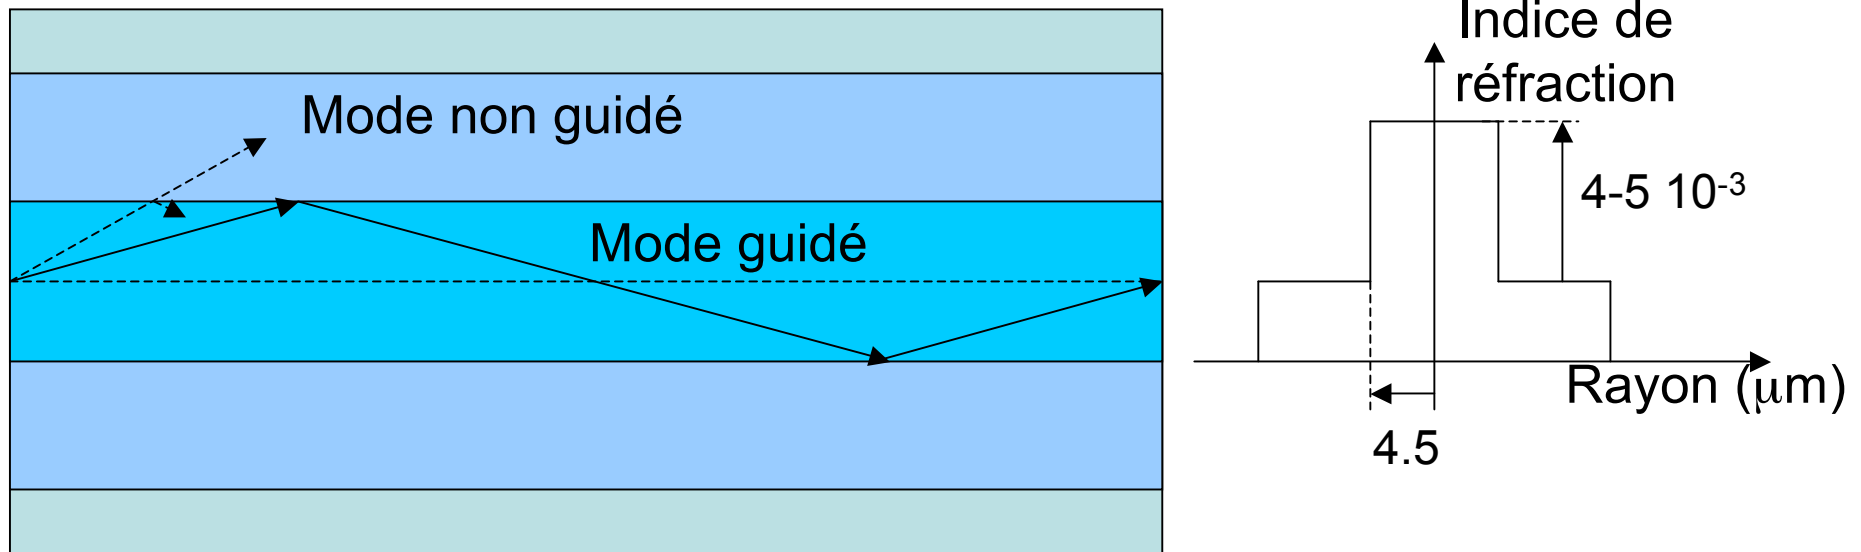 Mode non guidé
Mode guidé
Indice de
réfraction
4-5 10⁻³
Rayon (μm)
4.5